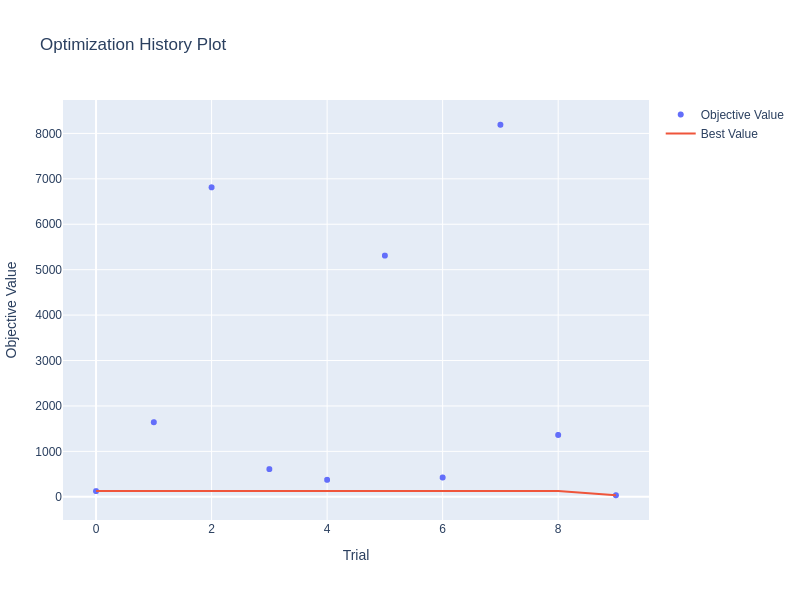 Optimization History Plot
Objective Value
Best Value
8000
7000
6000
5000
4000
3000
2000
1000
0
Objective Value
0 2 4 6 8
Trial